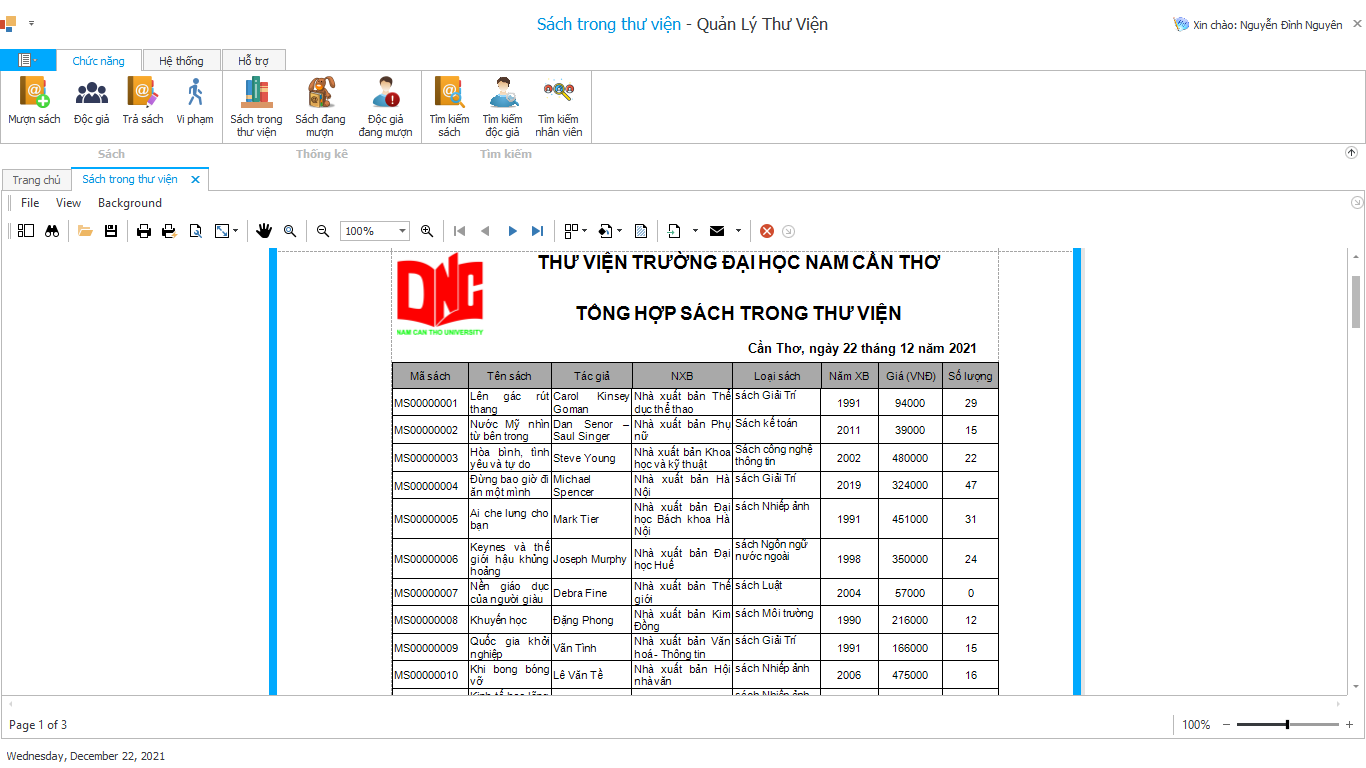 Sách trong thư viện - Quản Lý Thư Viện
Xin chào: Nguyễn Đình Nguyên
Chức năng Hệ thống Hỗ trợ
Mượn sách Độc giả Trả sách Vi phạm Sách trong thư viện Sách đang mượn Độc giả đang mượn Tìm kiếm sách Tìm kiếm độc giả Tìm kiếm nhân viên
Sách Thống kê Tìm kiếm
Trang chủ Sách trong thư viện
File View Background
100%
THƯ VIỆN TRƯỜNG ĐẠI HỌC NAM CẦN THƠ
DNC
NAM CAN THO UNIVERSITY
TỔNG HỢP SÁCH TRONG THƯ VIỆN
Cần Thơ, ngày 22 tháng 12 năm 2021
Mã sách Tên sách Tác giả NXB Loại sách Năm XB Giá (VNĐ) Số lượng
MS00000001 Lên gác rút thang Carol Kinsey Goman Nhà xuất bản Thể dục thể thao sách Giải Trí 1991 94000 29
MS00000002 Nước Mỹ nhìn từ bên trong Dan Senor – Saul Singer Nhà xuất bản Phụ nữ Sách kế toán 2011 39000 15
MS00000003 Hòa bình, tình yêu và tự do Steve Young Nhà xuất bản Khoa học và kỹ thuật Sách công nghệ thông tin 2002 480000 22
MS00000004 Đừng bao giờ đi ăn một mình Michael Spencer Nhà xuất bản Hà Nội sách Giải Trí 2019 324000 47
MS00000005 Ai che lưng cho bạn Mark Tier Nhà xuất bản Đại học Bách khoa Hà Nội sách Nhiếp ảnh 1991 451000 31
MS00000006 Keynes và thế giới hậu khủng hoảng Joseph Murphy Nhà xuất bản Đại học Huế sách Ngôn ngữ nước ngoài 1998 350000 24
MS00000007 Nền giáo dục của người giàu Debra Fine Nhà xuất bản Thế giới sách Luật 2004 57000 0
MS00000008 Khuyến học Đặng Phong Nhà xuất bản Kim Đồng sách Môi trường 1990 216000 12
MS00000009 Quốc gia khởi nghiệp Vãn Tình Nhà xuất bản Văn hoá - Thông tin sách Giải Trí 1991 166000 15
MS00000010 Khi bong bóng vỡ Lê Văn Tề Nhà xuất bản Hội nhà văn sách Nhiếp ảnh 2006 475000 16
Page 1 of 3
100%
Wednesday, December 22, 2021